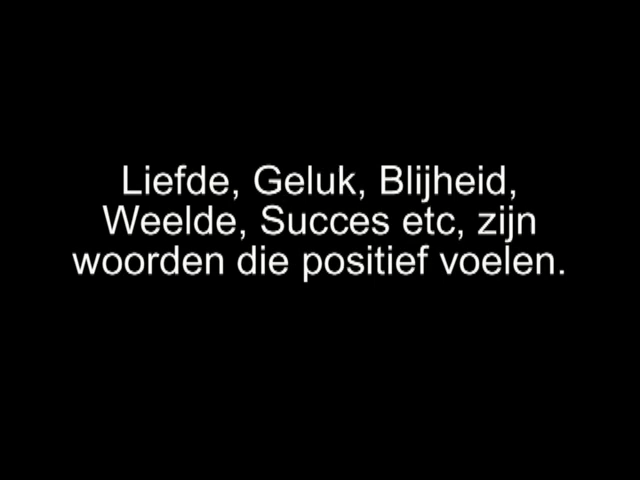 Liefde, Geluk, Blijheid,
Weelde, Succes etc, zijn
woorden die positief voelen.